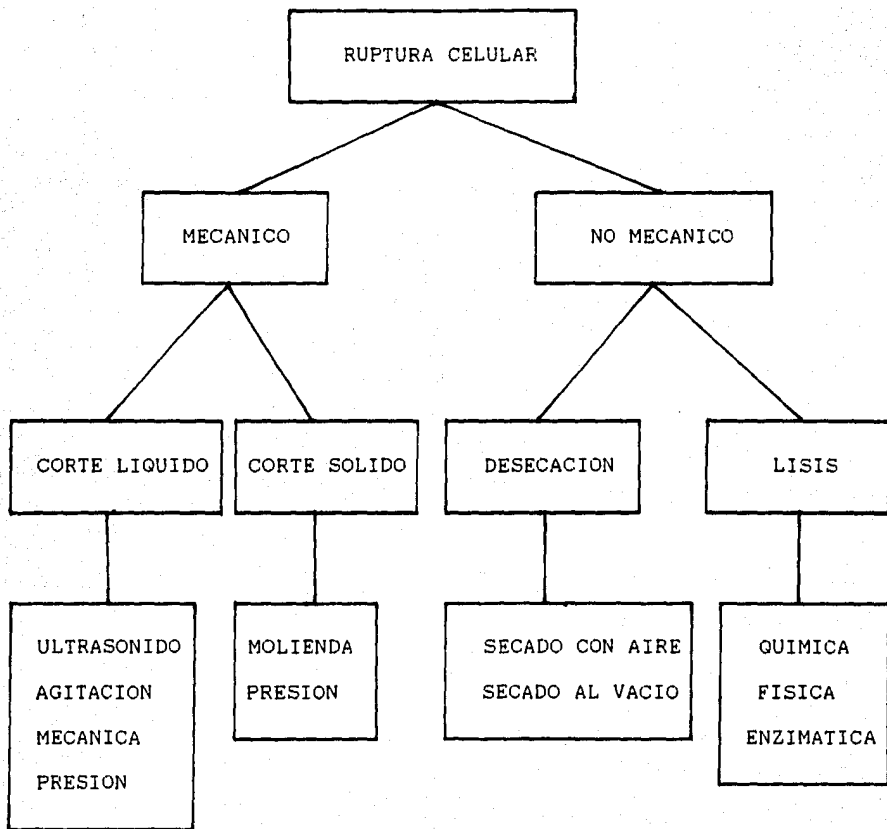 RUPTURA CELULAR
MECANICO
NO MECANICO
CORTE LIQUIDO
CORTE SOLIDO
DESECACION
LISIS
ULTRASONIDO
AGITACION
MECANICA
PRESION
MOLIENDA
PRESION
SECADO CON AIRE
SECADO AL VACIO
QUIMICA
FISICA
ENZIMATICA